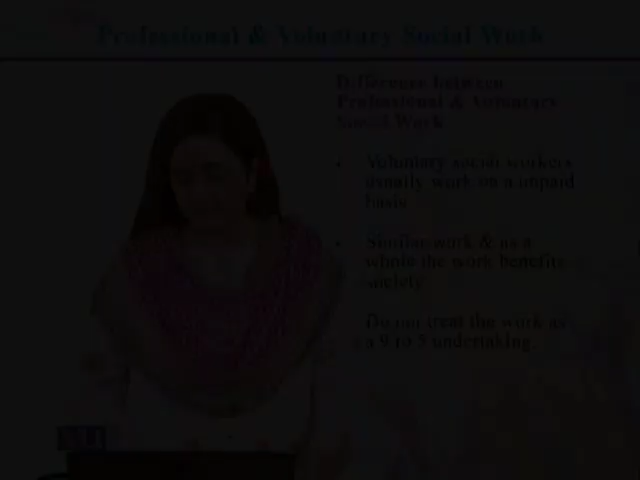 Professional & Voluntary Social Work
Difference between
Professional & Voluntary
Social Work
Voluntary social workers
usually work on a unpaid
basis
Similar work & as a
whole the work benefits
society
Do not treat the work as
a 9 to 5 undertaking